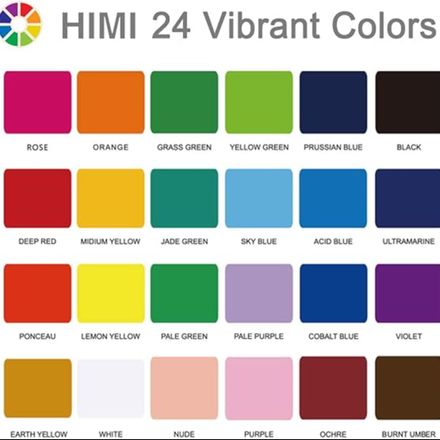 HIMI 24 Vibrant Colors
ROSE ORANGE GRASS GREEN YELLOW GREEN PRUSSIAN BLUE BLACK
DEEP RED MIDIUM YELLOW JADE GREEN SKY BLUE ACID BLUE ULTRAMARINE
PONCEAU LEMON YELLOW PALE GREEN PALE PURPLE COBALT BLUE VIOLET
EARTH YELLOW WHITE NUDE PURPLE OCHRE BURNT UMBER